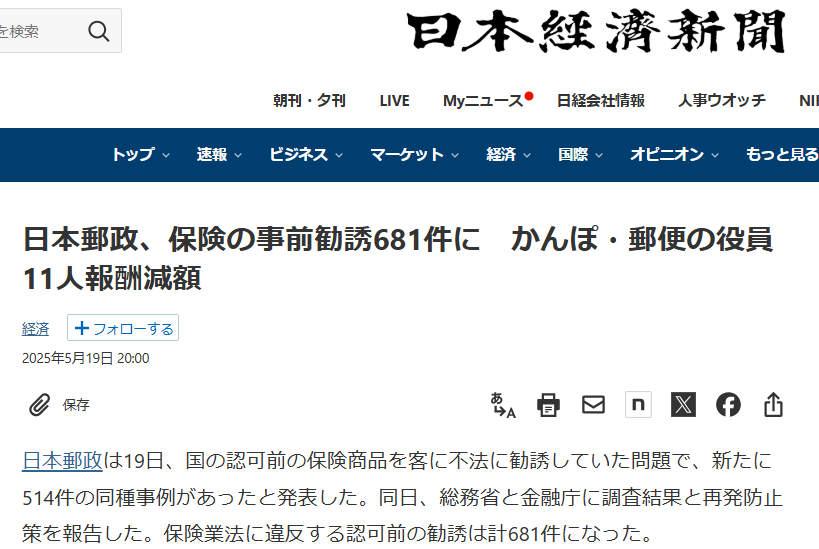 を検索
日本経済新聞
朝刊・夕刊 LIVE Myニュース 日経会社情報 人事ウオッチ NI
トップ 速報 ビジネス マーケット 経済 国際 オピニオン もっと見る
日本郵政、保険の事前勧誘681件に　かんぽ・郵便の役員
11人報酬減額
経済 +フォローする
2025年5月19日 20:00
保存 あA n X
日本郵政は19日、国の認可前の保険商品を客に不法に勧誘していた問題で、新たに
514件の同種事例があったと発表した。同日、総務省と金融庁に調査結果と再発防止
策を報告した。保険業法に違反する認可前の勧誘は計681件になった。